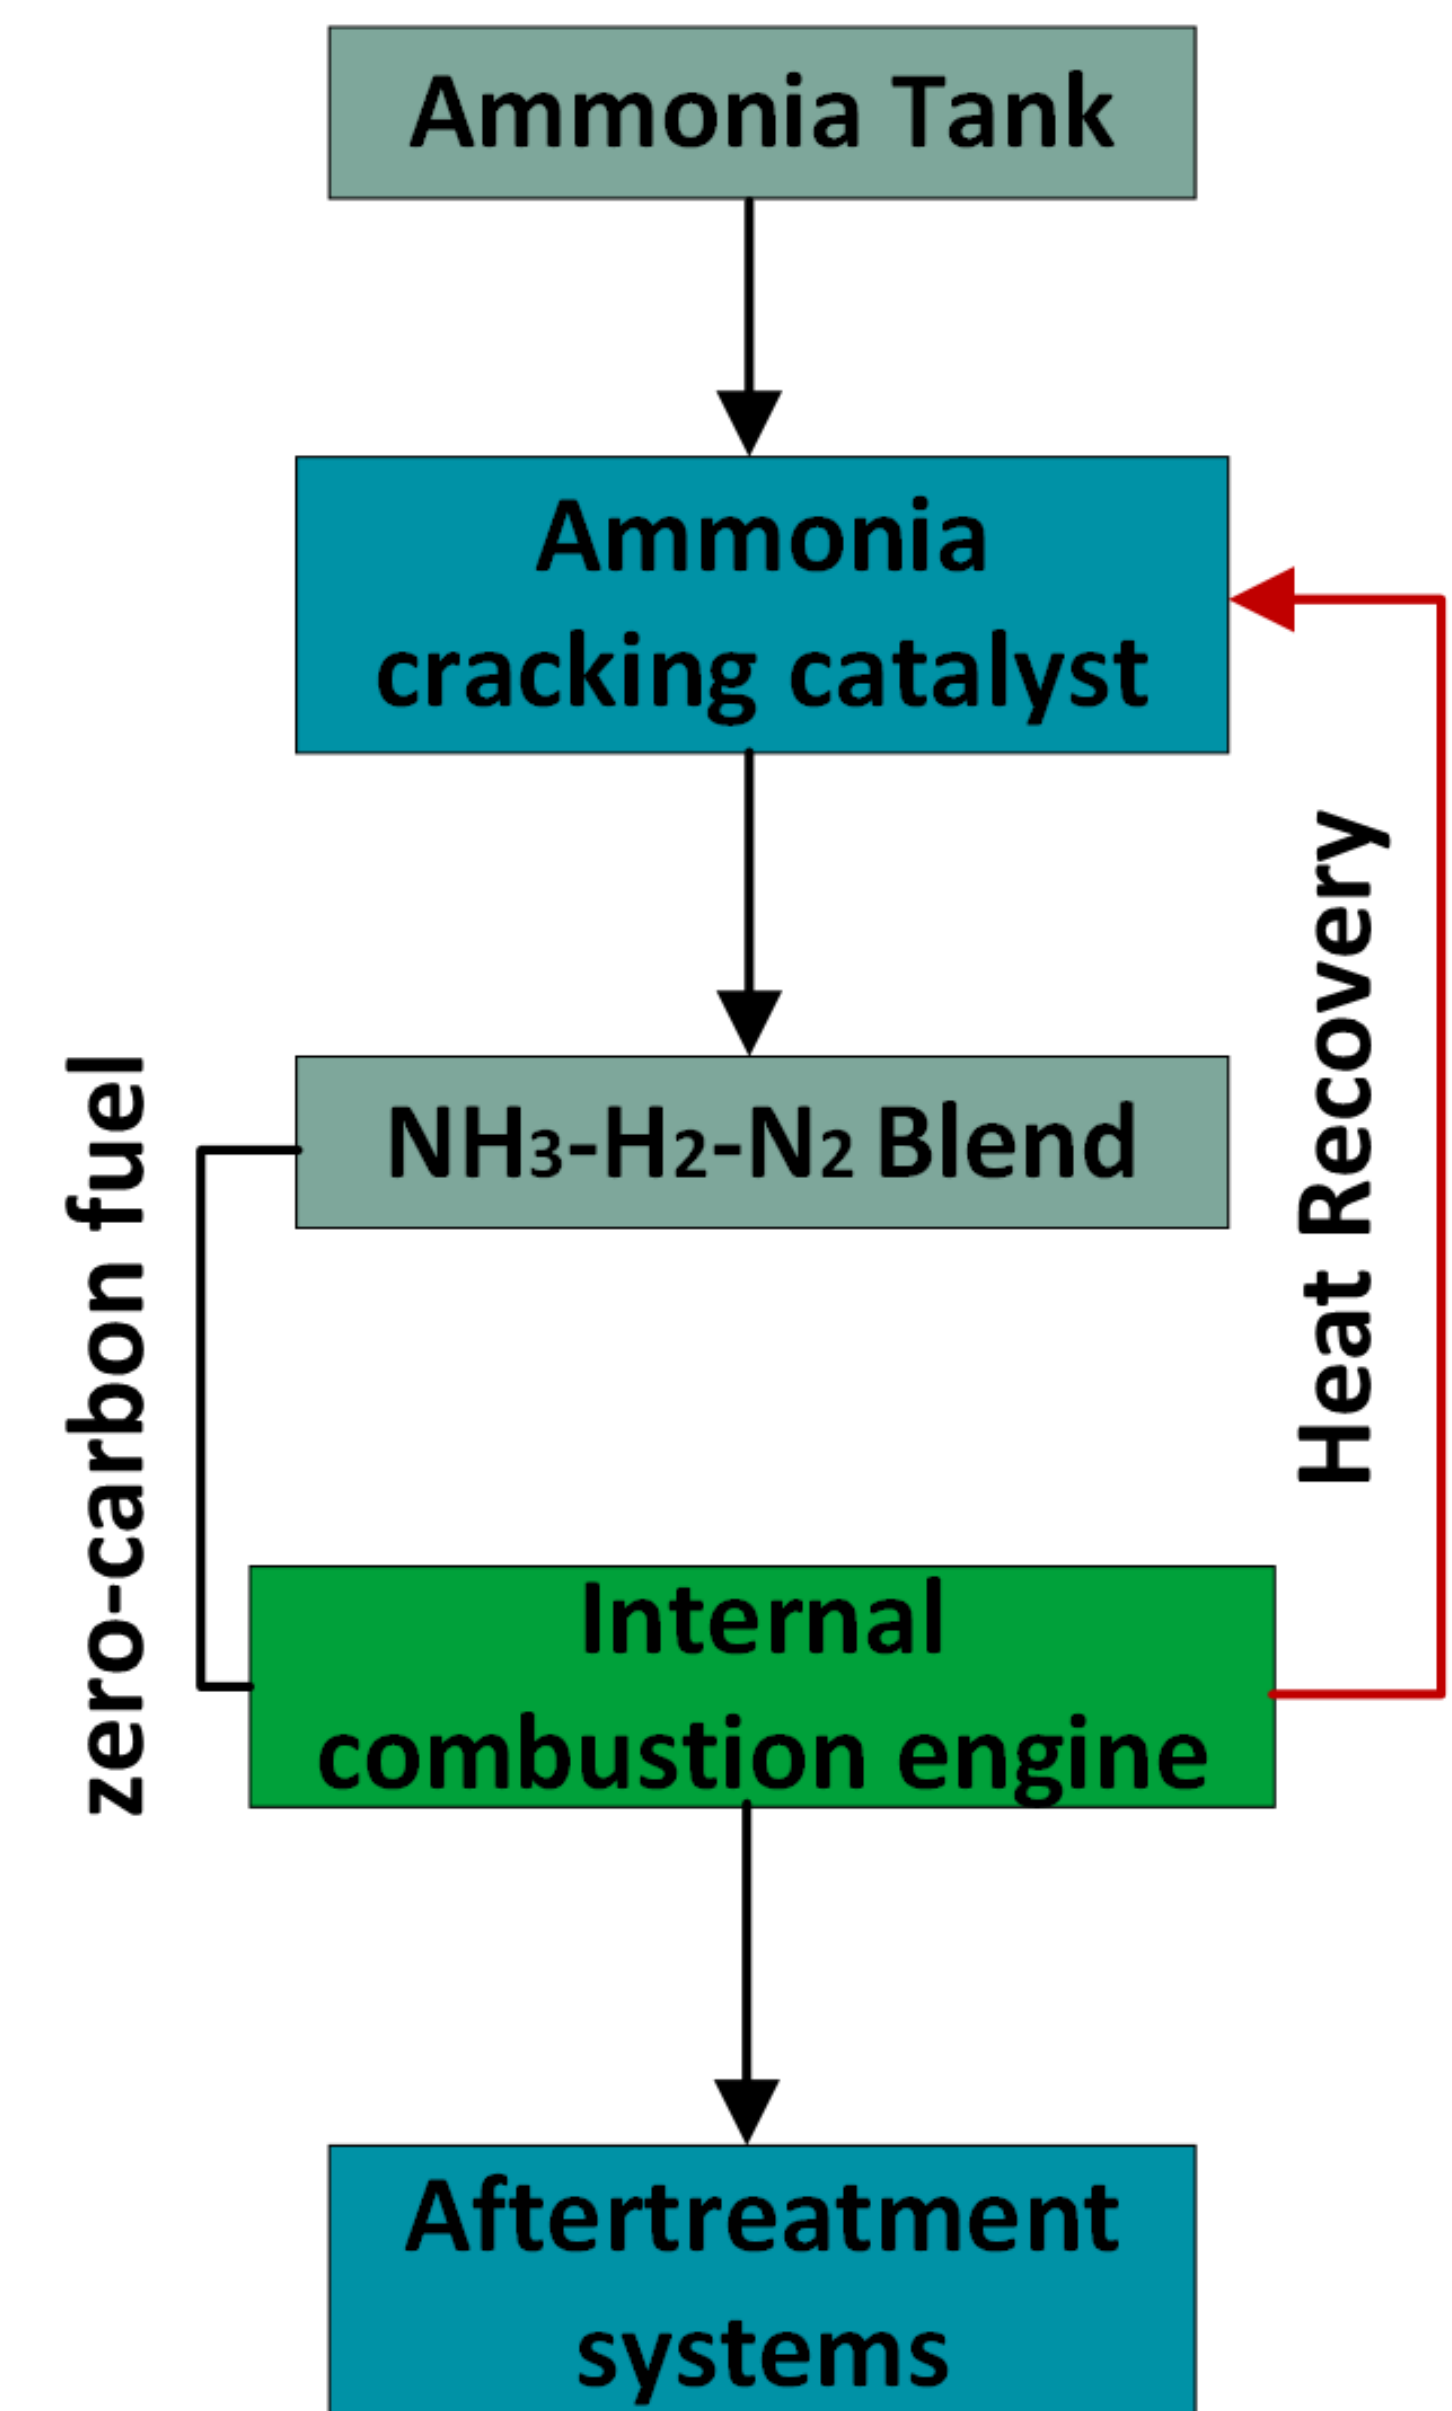 Ammonia Tank
Ammonia
cracking catalyst
Heat Recovery
NH₃-H₂-N₂ Blend
zero-carbon fuel
Internal
combustion engine
Aftertreatment
systems